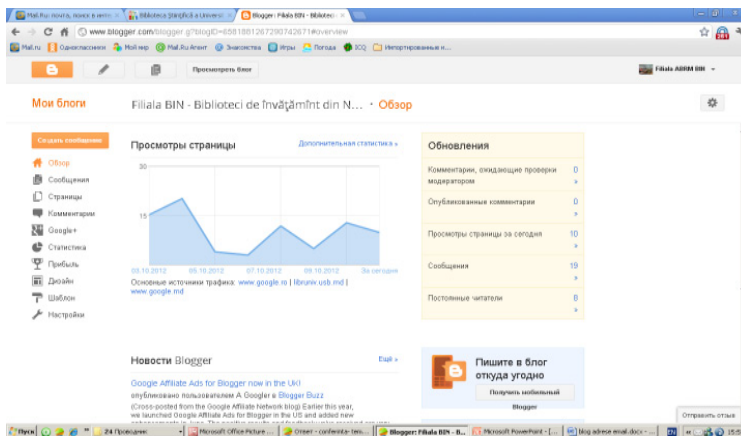 Mail.Ru: почта, поиск в инте
Biblioteca Ştiinţifică a Universi
Blogger: Filiala BIN - Bibliotec
www.blogger.com/blogger.g?blogID=6581881267290742671#overview
Mail.ru Одноклассники Мой мир Mail.Ru Агент Знакомства Игры Погода ICQ Импортированные и...
Просмотреть блог
Filiala ABIRM BIN
Мои блоги
Filiala BIN - Biblioteci de învăţămînt din N... · Обзор
Создать сообщение
Обзор
Сообщения
Страницы
Комментарии
Google+
Статистика
Прибыль
Дизайн
Шаблон
Настройки
Просмотры страницы
Дополнительная статистика »
30
15
03.10.2012 05.10.2012 07.10.2012 09.10.2012 За сегодня
Основные источники трафика: www.google.ro | libruniv.usb.md |
www.google.md
Обновления
Комментарии, ожидающие проверки 0
модератором »
Опубликованные комментарии 0
»
Просмотры страницы за сегодня 10
»
Сообщения 19
»
Постоянные читатели 8
»
Новости Blogger
Ещё »
Google Affiliate Ads for Blogger now in the UK!
опубликовано пользователем A Googler в Blogger Buzz
(Cross-posted from the Google Affiliate Network blog) Earlier this year,
we launched Google Affiliate Ads for Blogger in the US and added new
Пишите в блог
откуда угодно
Получить мобильный
Blogger
Отправить отзыв
Пуск
24 Проводник
Microsoft Office Picture ...
Ответ - conferinta- tem...
Blogger: Filiala BIN - B...
Microsoft PowerPoint - [...
blog adrese email.docx - ...
EN
15:5